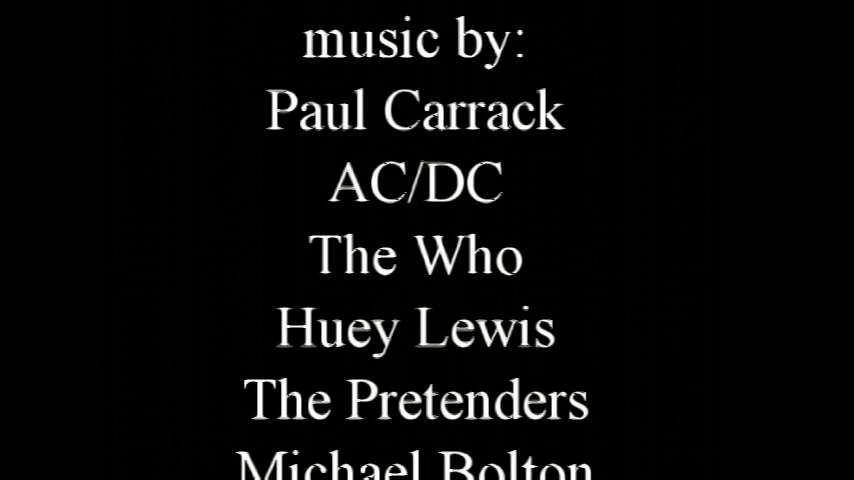 music by:
Paul Carrack
AC/DC
The Who
Huey Lewis
The Pretenders
Michael Bolton